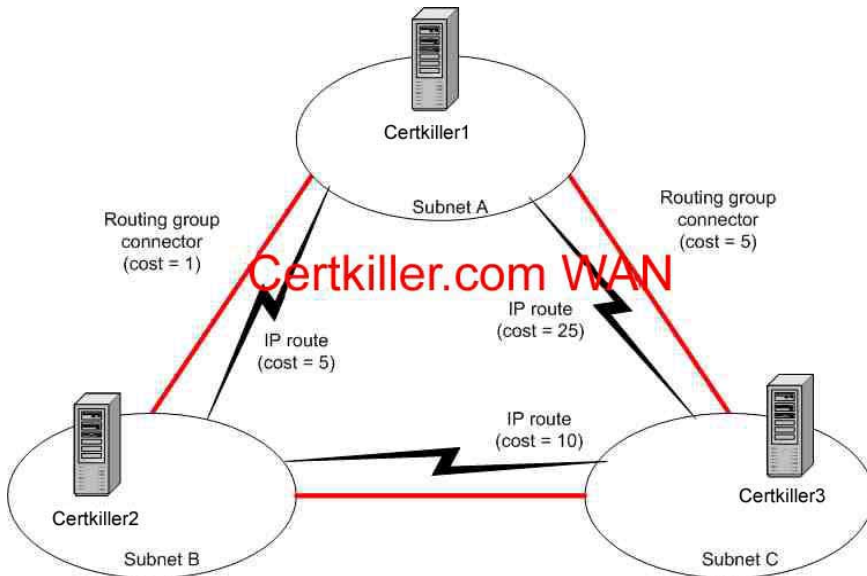 Certkiller1
Subnet A
Routing group
connector
(cost = 1)
Routing group
connector
(cost = 5)
Certkiller.com WAN
IP route
(cost = 5)
IP route
(cost = 25)
IP route
(cost = 10)
Certkiller2
Subnet B
Certkiller3
Subnet C